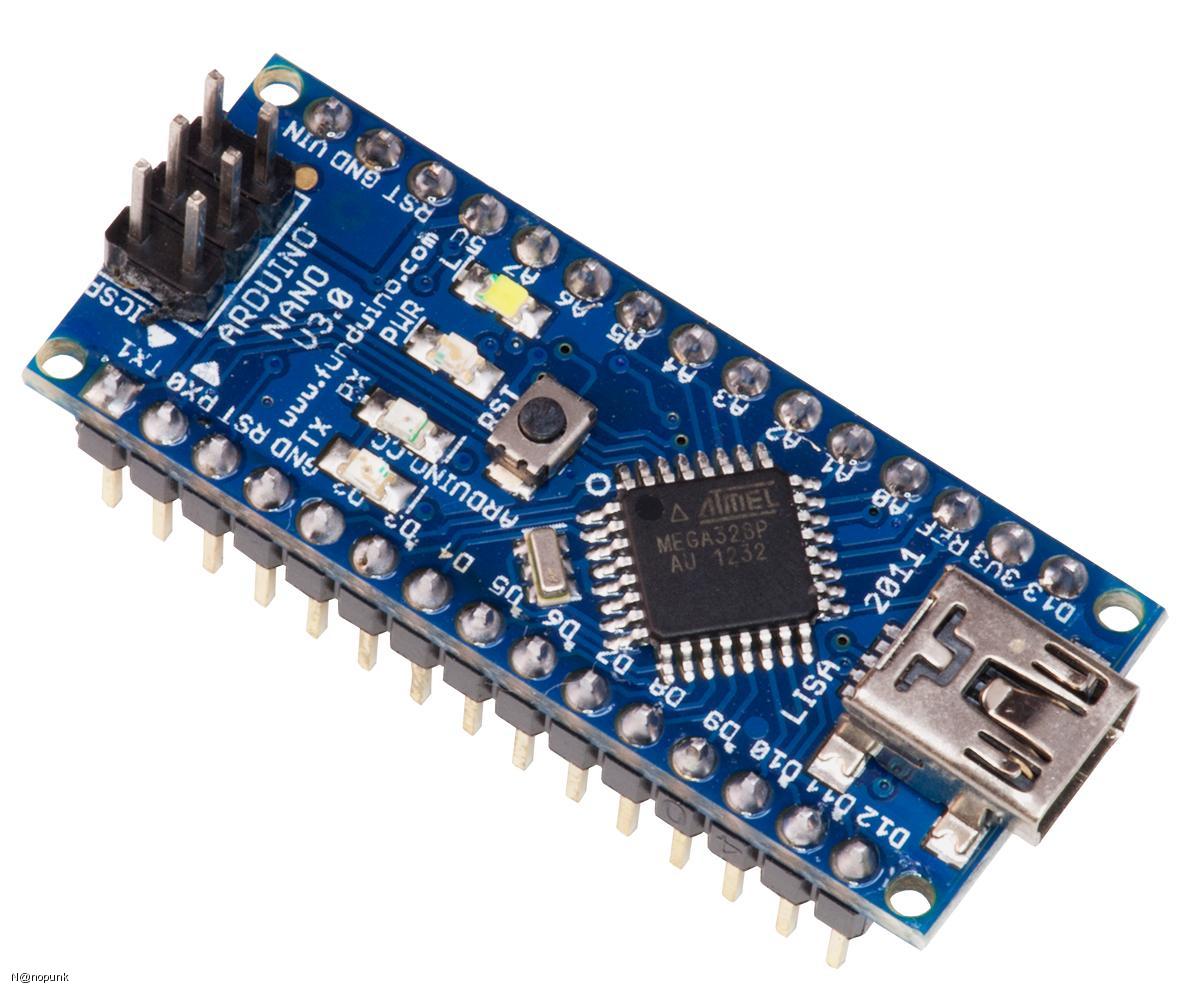 VIN
GND
RST
5V
A7
A6
A5
A4
A3
A2
A1
A0
REF
3V3
D13
ICSP
ARDUINO
NANO
V3.0
www.funduino.com
L
PWR
RX
TX
RST
ARDUINO.CC
TX1
RX0
RST
GND
D2
D3
D4
D5
D6
D7
D8
D9
D10
D11
D12
ATMEL
MEGA328P
AU 1232
2011
LISA
N@nopunk